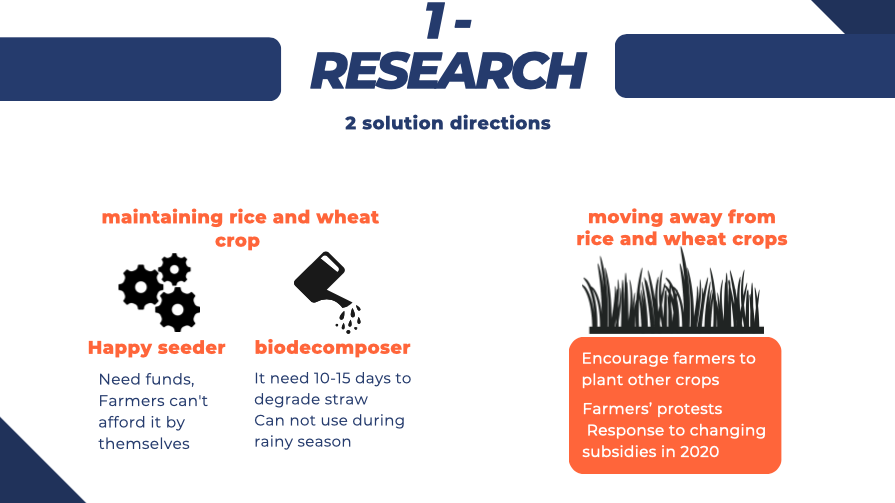 1 -
RESEARCH
2 solution directions
maintaining rice and wheat
crop
Happy seeder
Need funds,
Farmers can't
afford it by
themselves
biodecomposer
It need 10-15 days to
degrade straw
Can not use during
rainy season
moving away from
rice and wheat crops
Encourage farmers to
plant other crops
Farmers’ protests
Response to changing
subsidies in 2020